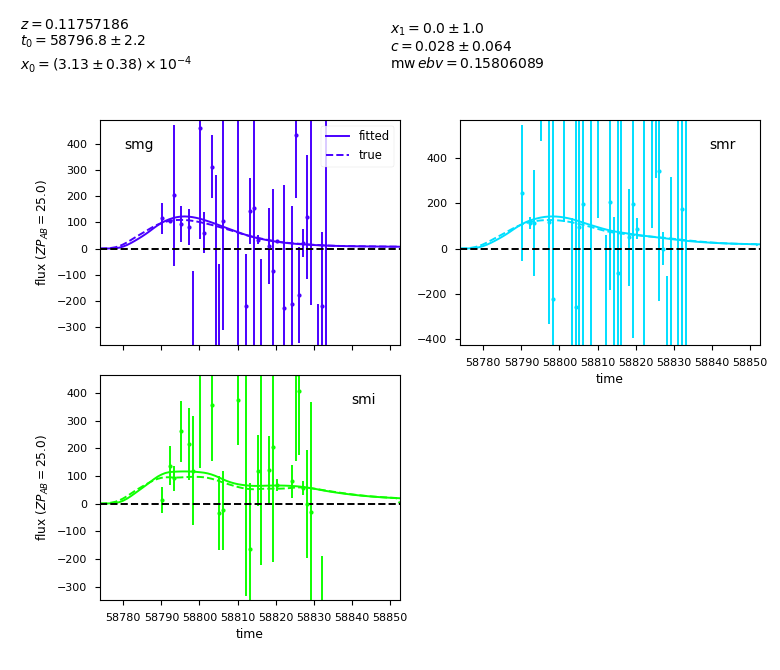 z = 0.11757186
t₀ = 58796.8 ± 2.2
x₀ = (3.13 ± 0.38) × 10⁻⁴
x₁ = 0.0 ± 1.0
c = 0.028 ± 0.064
mw ebv = 0.15806089
smg
fitted
true
flux (ZP_AB = 25.0)
400
300
200
100
0
−100
−200
−300
smr
400
200
0
−200
−400
58780 58790 58800 58810 58820 58830 58840 58850
time
smi
flux (ZP_AB = 25.0)
400
300
200
100
0
−100
−200
−300
58780 58790 58800 58810 58820 58830 58840 58850
time